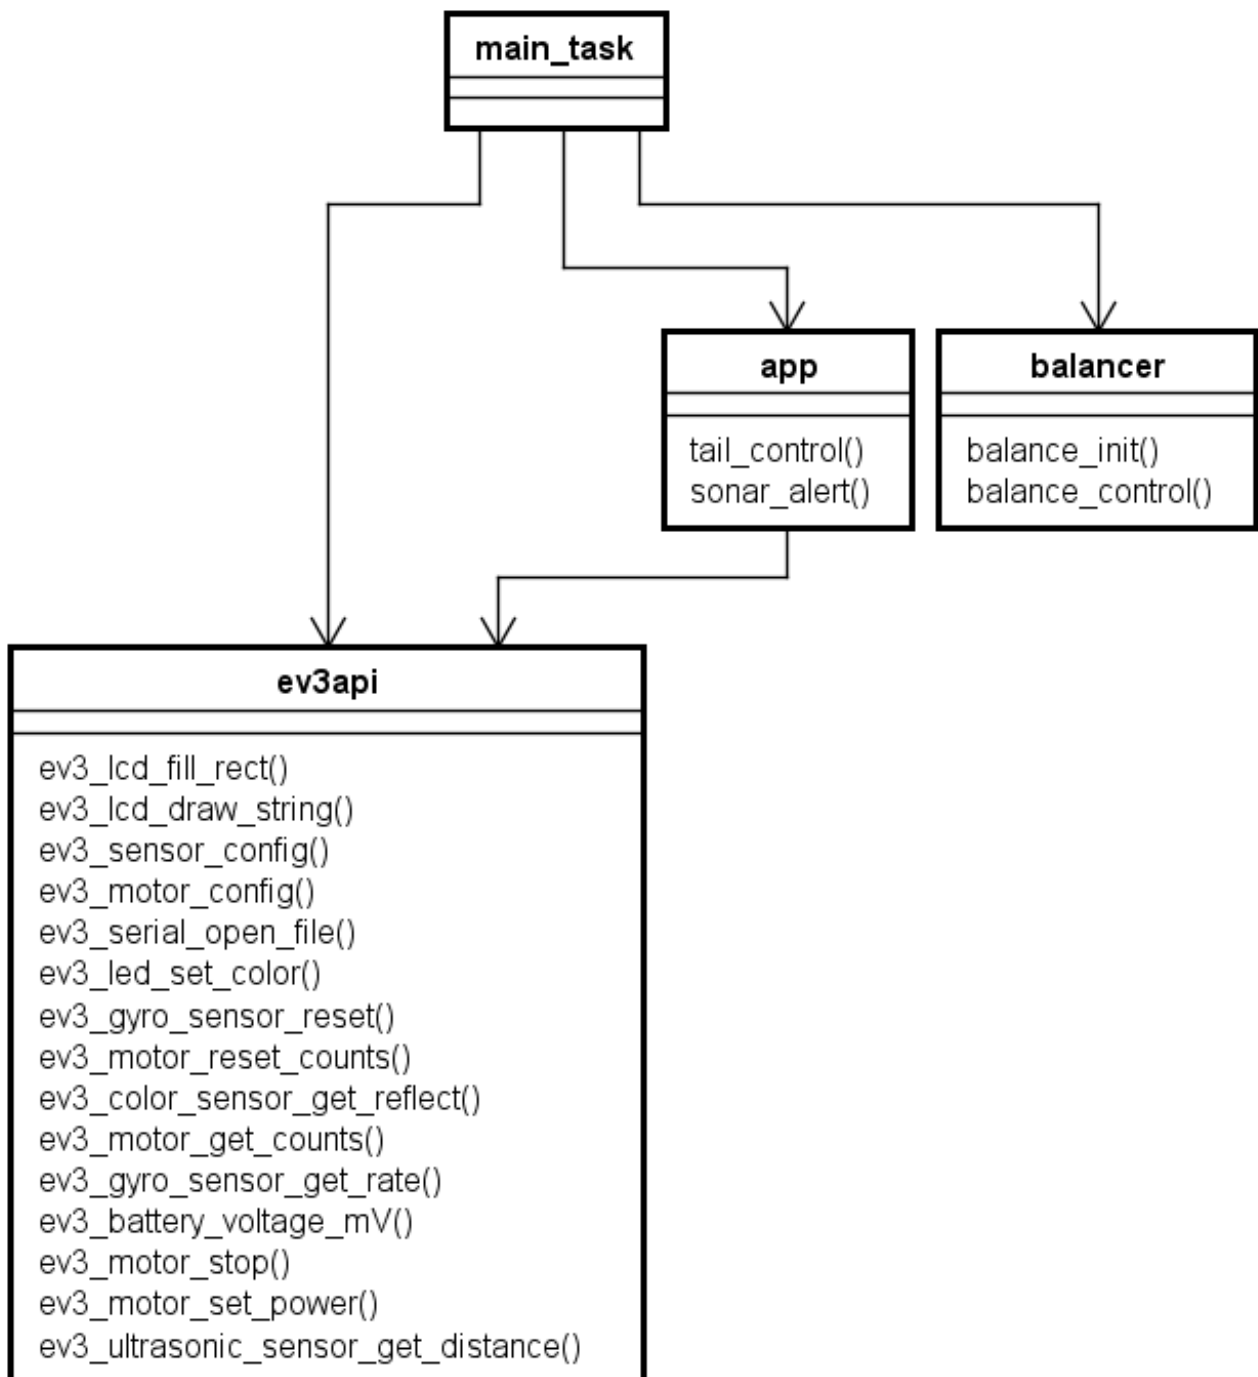 main_task
app
tail_control()
sonar_alert()
balancer
balance_init()
balance_control()
ev3api
ev3_lcd_fill_rect()
ev3_lcd_draw_string()
ev3_sensor_config()
ev3_motor_config()
ev3_serial_open_file()
ev3_led_set_color()
ev3_gyro_sensor_reset()
ev3_motor_reset_counts()
ev3_color_sensor_get_reflect()
ev3_motor_get_counts()
ev3_gyro_sensor_get_rate()
ev3_battery_voltage_mV()
ev3_motor_stop()
ev3_motor_set_power()
ev3_ultrasonic_sensor_get_distance()